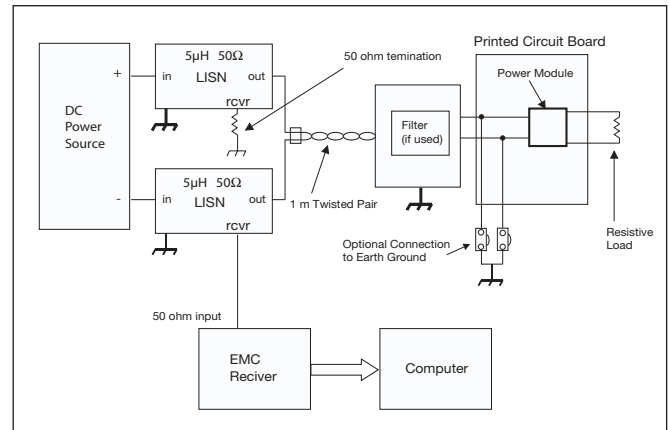 Printed Circuit Board
50 ohm temination
5µH 50Ω
LISN
in
out
rcvr
+
DC
Power
Source
-
Power Module
Filter
(if used)
5µH 50Ω
LISN
in
out
rcvr
1 m Twisted Pair
Optional Connection
to Earth Ground
Resistive
Load
50 ohm input
EMC
Reciver
Computer